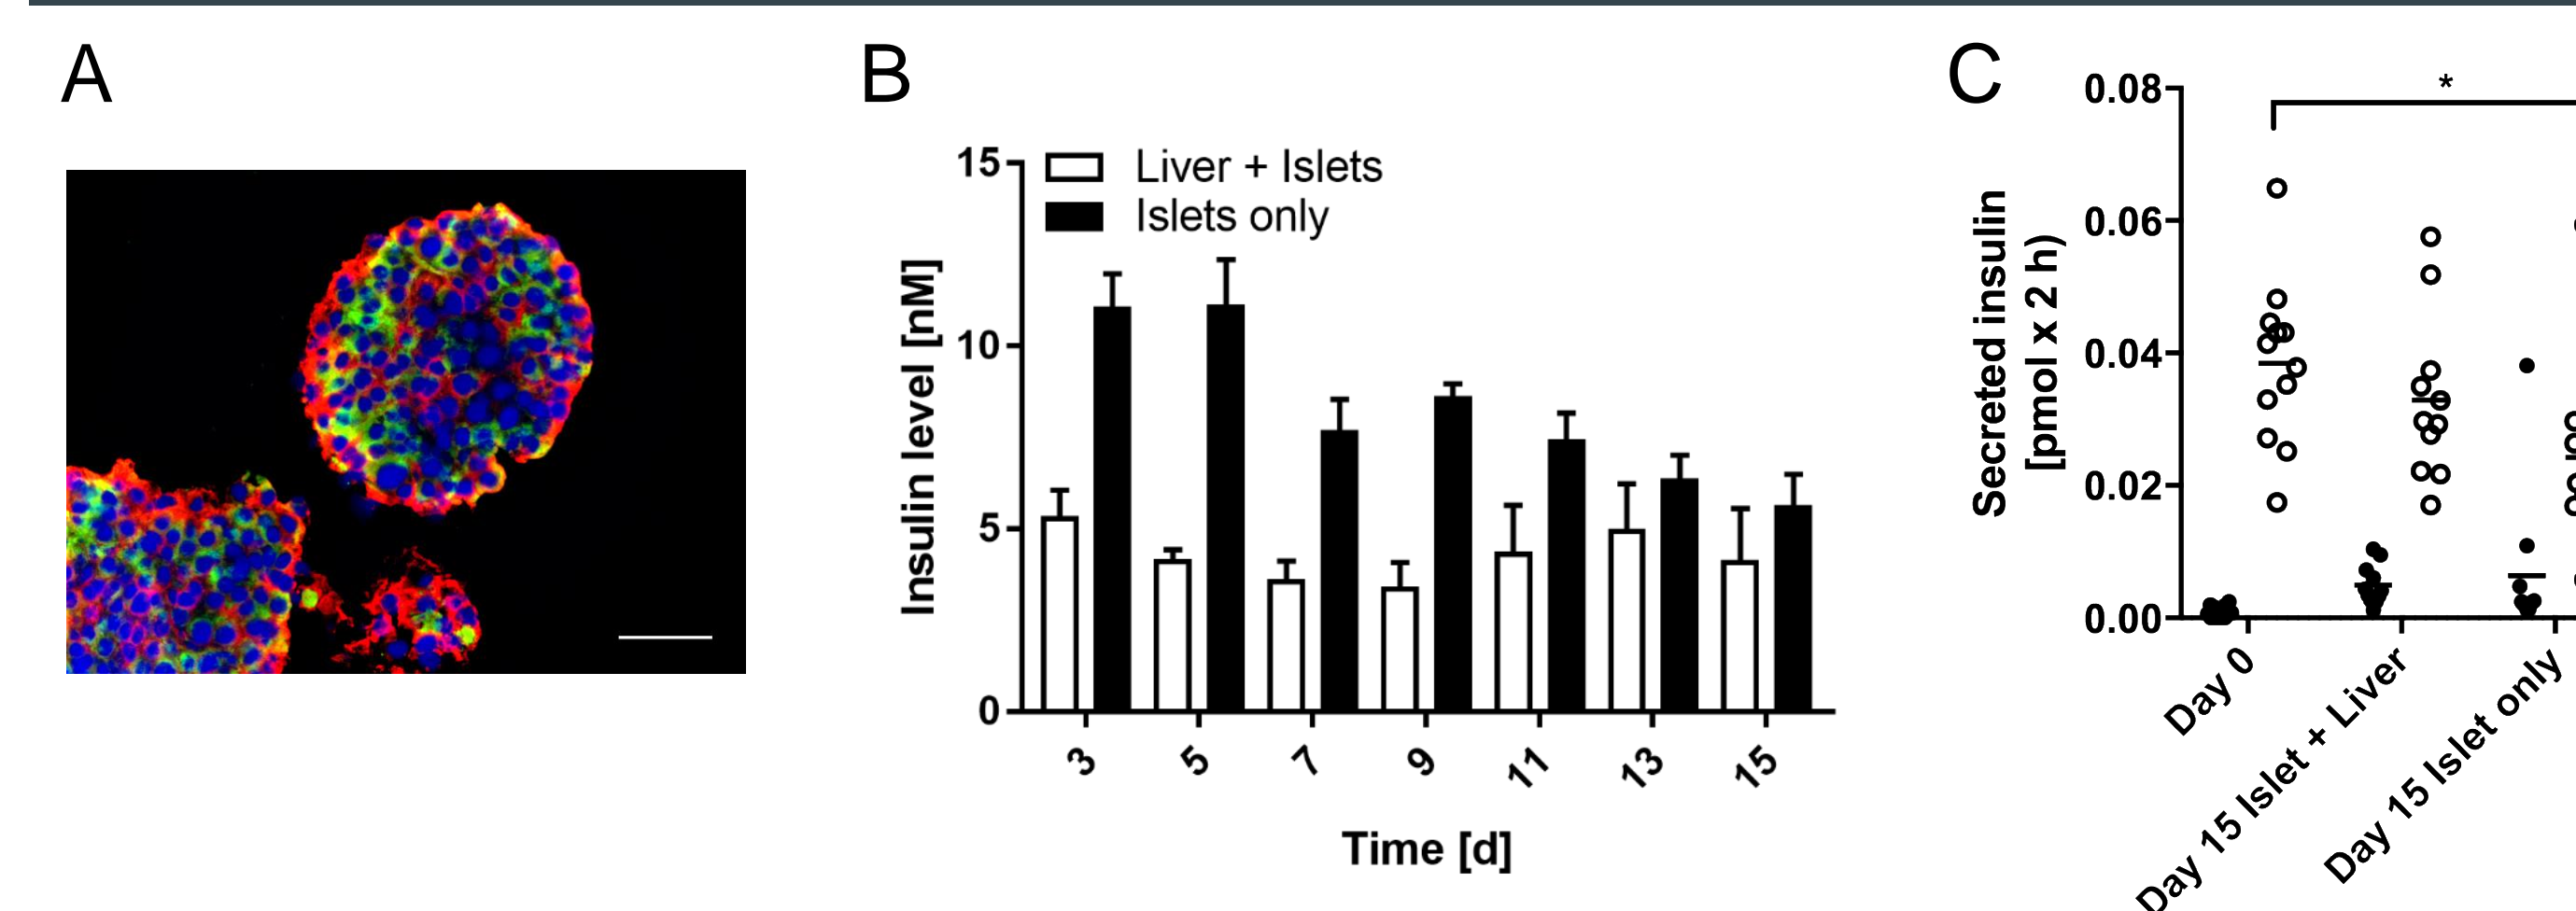 A
B
C
15
10
5
0
Liver + Islets
Islets only
Insulin level [nM]
3
5
7
9
11
13
15
Time [d]
*
0.08
0.06
0.04
0.02
0.00
Secreted insulin
[pmol x 2 h)
Day 0
Day 15 Islet + Liver
Day 15 Islet only